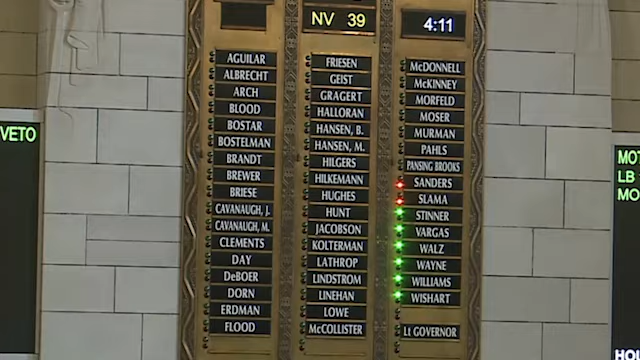 NV 39
4:11
VETO
AGUILAR
ALBRECHT
ARCH
BLOOD
BOSTAR
BOSTELMAN
BRANDT
BREWER
BRIESE
CAVANAUGH, J.
CAVANAUGH, M.
CLEMENTS
DAY
DeBOER
DORN
ERDMAN
FLOOD
FRIESEN
GEIST
GRAGERT
HALLORAN
HANSEN, B.
HANSEN, M.
HILGERS
HILKEMANN
HUGHES
HUNT
JACOBSON
KOLTERMAN
LATHROP
LINDSTROM
LINEHAN
LOWE
McCOLLISTER
McDONNELL
McKINNEY
MORFELD
MOSER
MURMAN
PAHLS
PANSING BROOKS
SANDERS
SLAMA
STINNER
VARGAS
WALZ
WAYNE
WILLIAMS
WISHART
Lt GOVERNOR
MOT
LB
MO
HOU